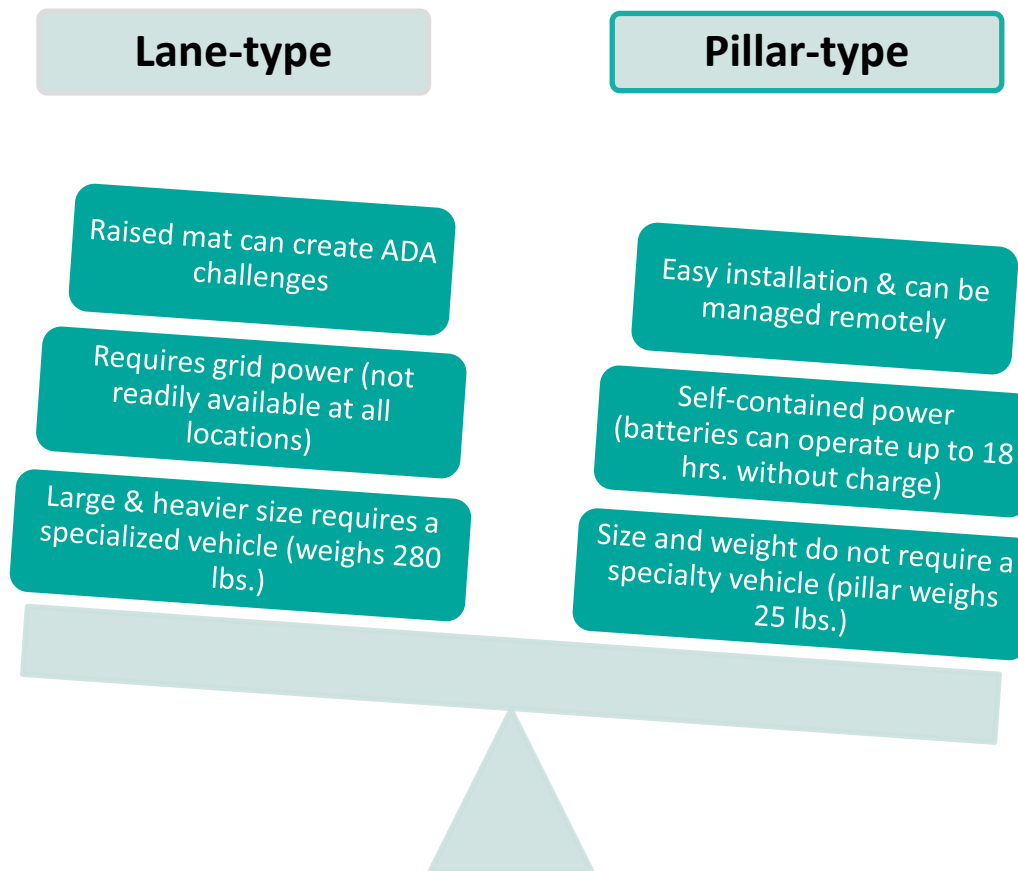 Lane-type
Pillar-type
Raised mat can create ADA
challenges
Requires grid power (not
readily available at all
locations)
Large & heavier size requires a
specialized vehicle (weighs 280
lbs.)
Easy installation & can be
managed remotely
Self-contained power
(batteries can operate up to 18
hrs. without charge)
Size and weight do not require a
specialty vehicle (pillar weighs
25 lbs.)